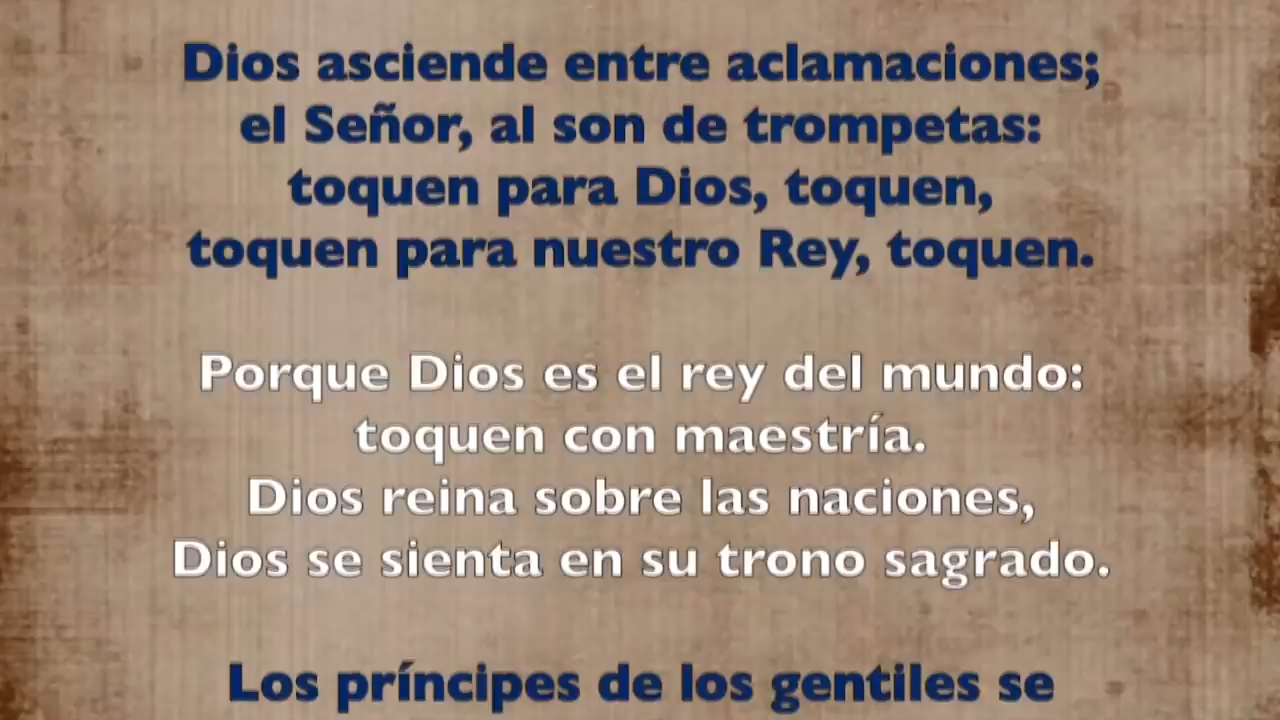 Dios asciende entre aclamaciones;
el Señor, al son de trompetas:
toquen para Dios, toquen,
toquen para nuestro Rey, toquen.
Porque Dios es el rey del mundo:
toquen con maestría.
Dios reina sobre las naciones,
Dios se sienta en su trono sagrado.
Los príncipes de los gentiles se